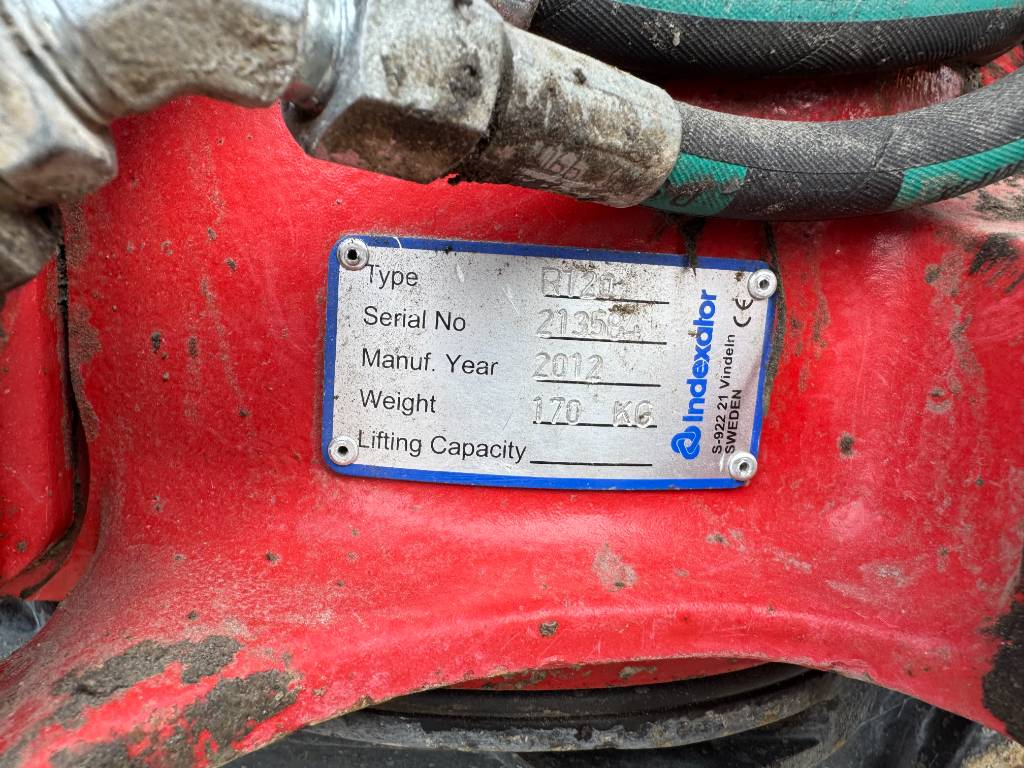 Type RT20
Serial No
Manuf. Year 2012
Weight 170 KG
Lifting Capacity
Indexator
S-922 21 Vindeln
SWEDEN
CE